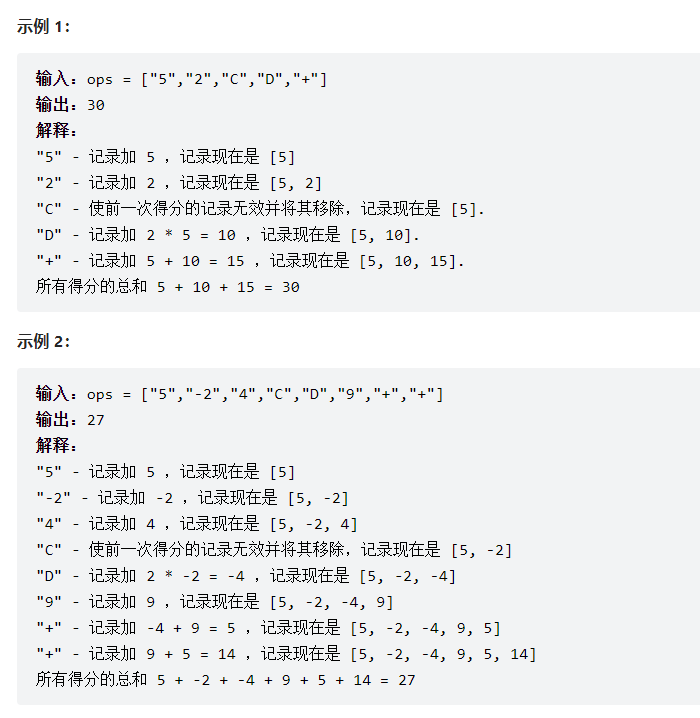 示例 1：
输入：ops = ["5","2","C","D","+"]
输出：30
解释：
"5" - 记录加 5 ，记录现在是 [5]
"2" - 记录加 2 ，记录现在是 [5, 2]
"C" - 使前一次得分的记录无效并将其移除，记录现在是 [5].
"D" - 记录加 2 * 5 = 10 ，记录现在是 [5, 10].
"+" - 记录加 5 + 10 = 15 ，记录现在是 [5, 10, 15].
所有得分的总和 5 + 10 + 15 = 30
示例 2：
输入：ops = ["5","-2","4","C","D","9","+","+"]
输出：27
解释：
"5" - 记录加 5 ，记录现在是 [5]
"-2" - 记录加 -2 ，记录现在是 [5, -2]
"4" - 记录加 4 ，记录现在是 [5, -2, 4]
"C" - 使前一次得分的记录无效并将其移除，记录现在是 [5, -2]
"D" - 记录加 2 * -2 = -4 ，记录现在是 [5, -2, -4]
"9" - 记录加 9 ，记录现在是 [5, -2, -4, 9]
"+" - 记录加 -4 + 9 = 5 ，记录现在是 [5, -2, -4, 9, 5]
"+" - 记录加 9 + 5 = 14 ，记录现在是 [5, -2, -4, 9, 5, 14]
所有得分的总和 5 + -2 + -4 + 9 + 5 + 14 = 27